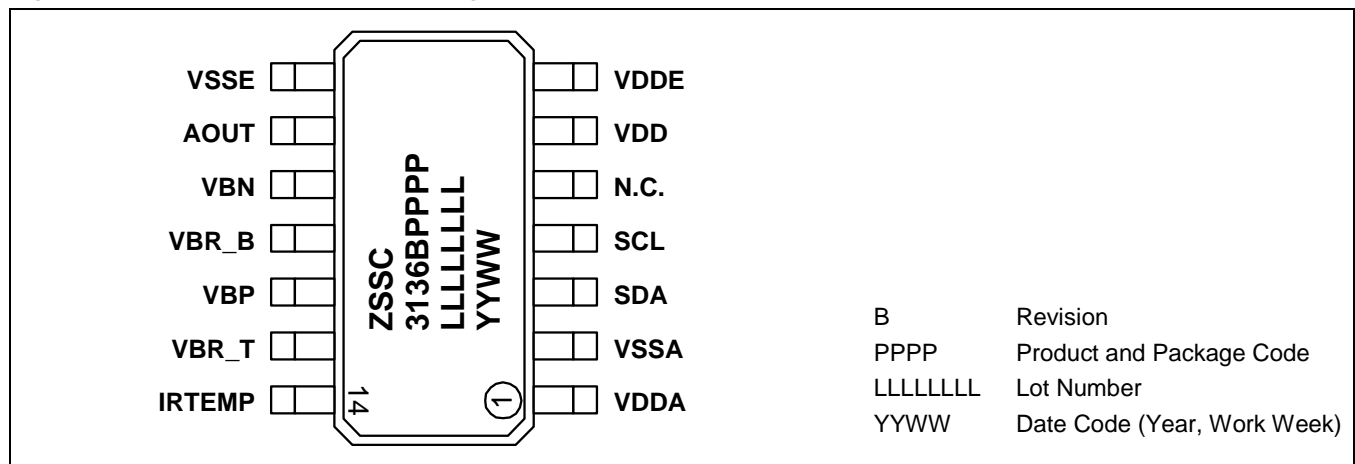 VSSE
AOUT
VBN
VBR_B
VBP
VBR_T
IRTEMP
ZSSC
3136BPPPP
LLLLLLLL
YYWW
14
1
VDDE
VDD
N.C.
SCL
SDA
VSSA
VDDA
B Revision
PPPP Product and Package Code
LLLLLLLL Lot Number
YYWW Date Code (Year, Work Week)